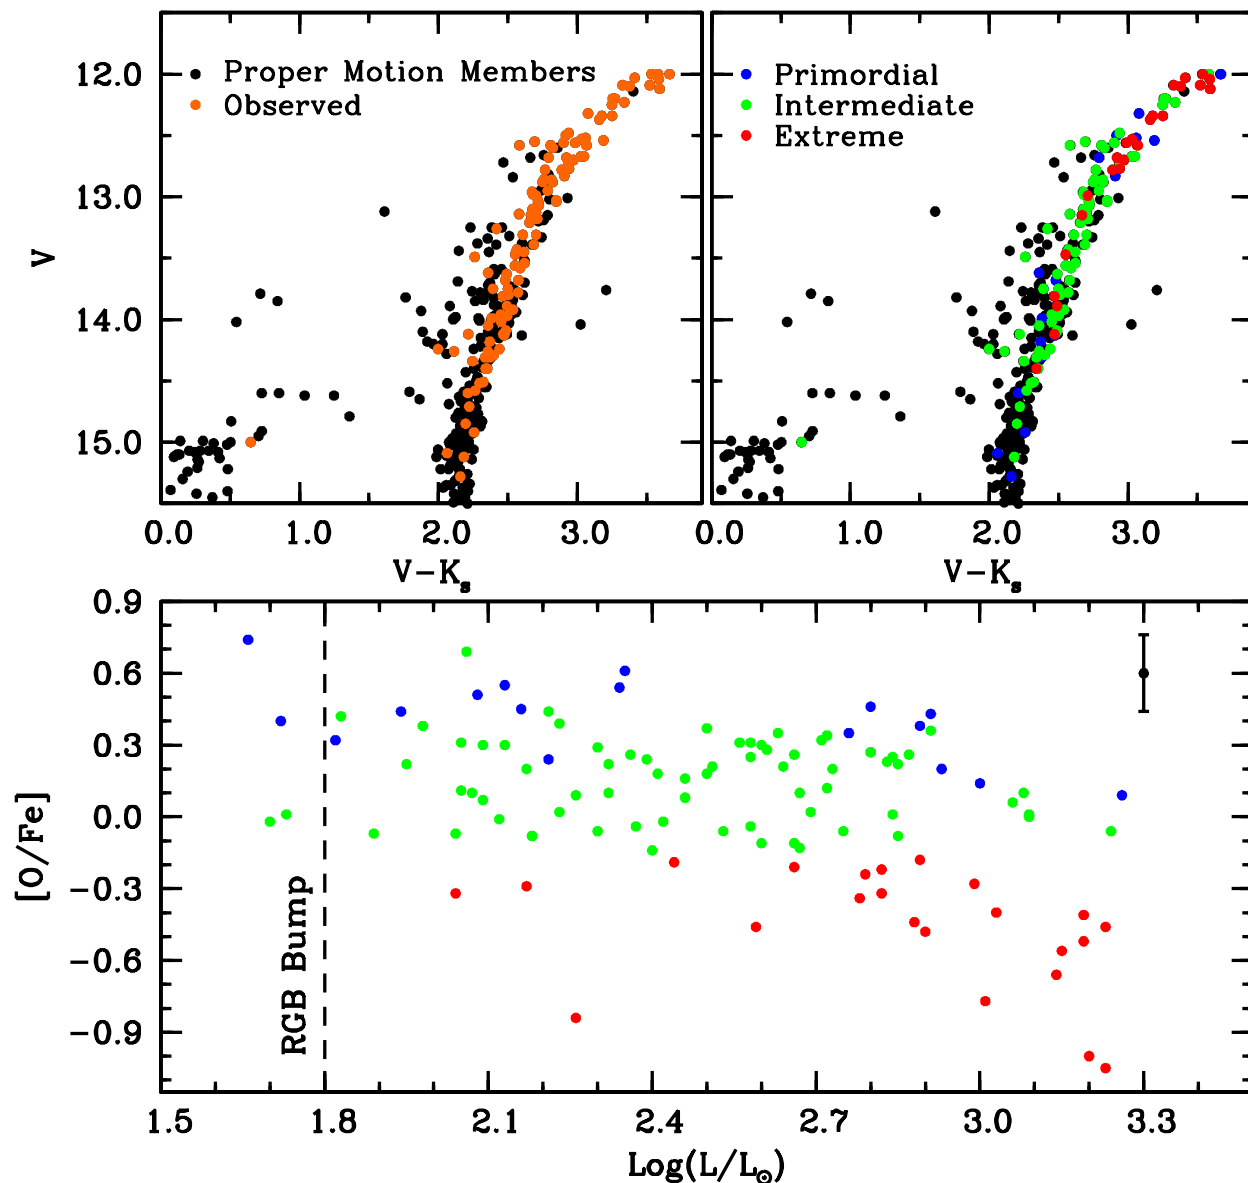 12.0
13.0
14.0
15.0
V
Proper Motion Members
Observed
0.0
1.0
2.0
3.0
V-Ks
Primordial
Intermediate
Extreme
0.0
1.0
2.0
3.0
V-Ks
0.9
0.6
0.3
0.0
-0.3
-0.6
-0.9
[O/Fe]
RGB Bump
1.5
1.8
2.1
2.4
2.7
3.0
3.3
Log(L/L⊙)